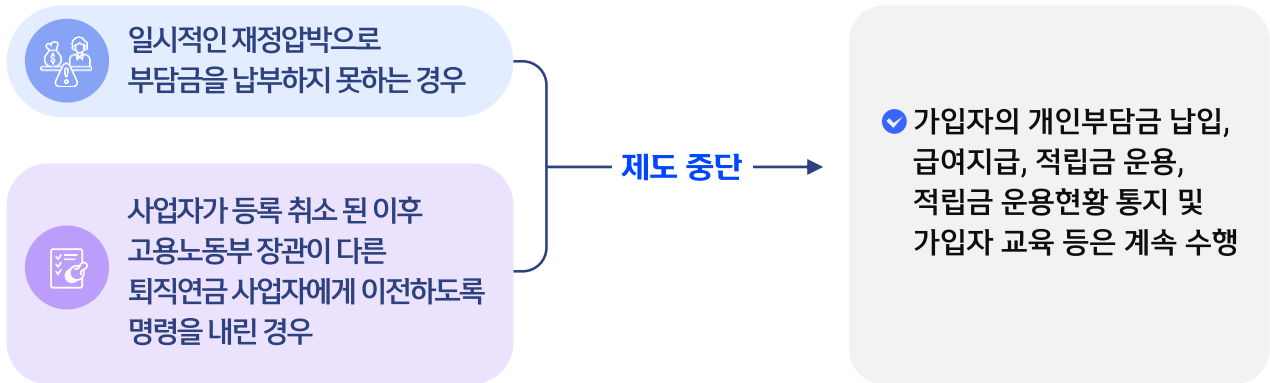 일시적인 재정압박으로
부담금을 납부하지 못하는 경우
사업자가 등록 취소 된 이후
고용노동부 장관이 다른
퇴직연금 사업자에게 이전하도록
명령을 내린 경우
제도 중단
가입자의 개인부담금 납입,
급여지급, 적립금 운용,
적립금 운용현황 통지 및
가입자 교육 등은 계속 수행